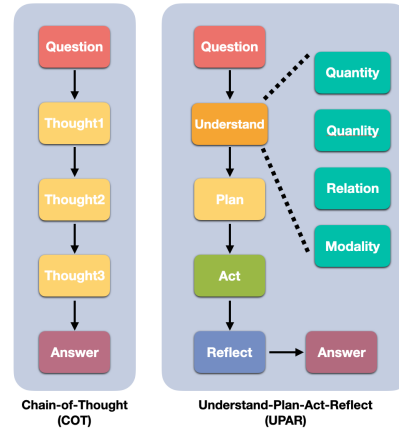 Question
Thought1
Thought2
Thought3
Answer
Chain-of-Thought
(COT)
Question
Understand
Plan
Act
Reflect
Answer
Quantity
Quanlity
Relation
Modality
Understand-Plan-Act-Reflect
(UPAR)